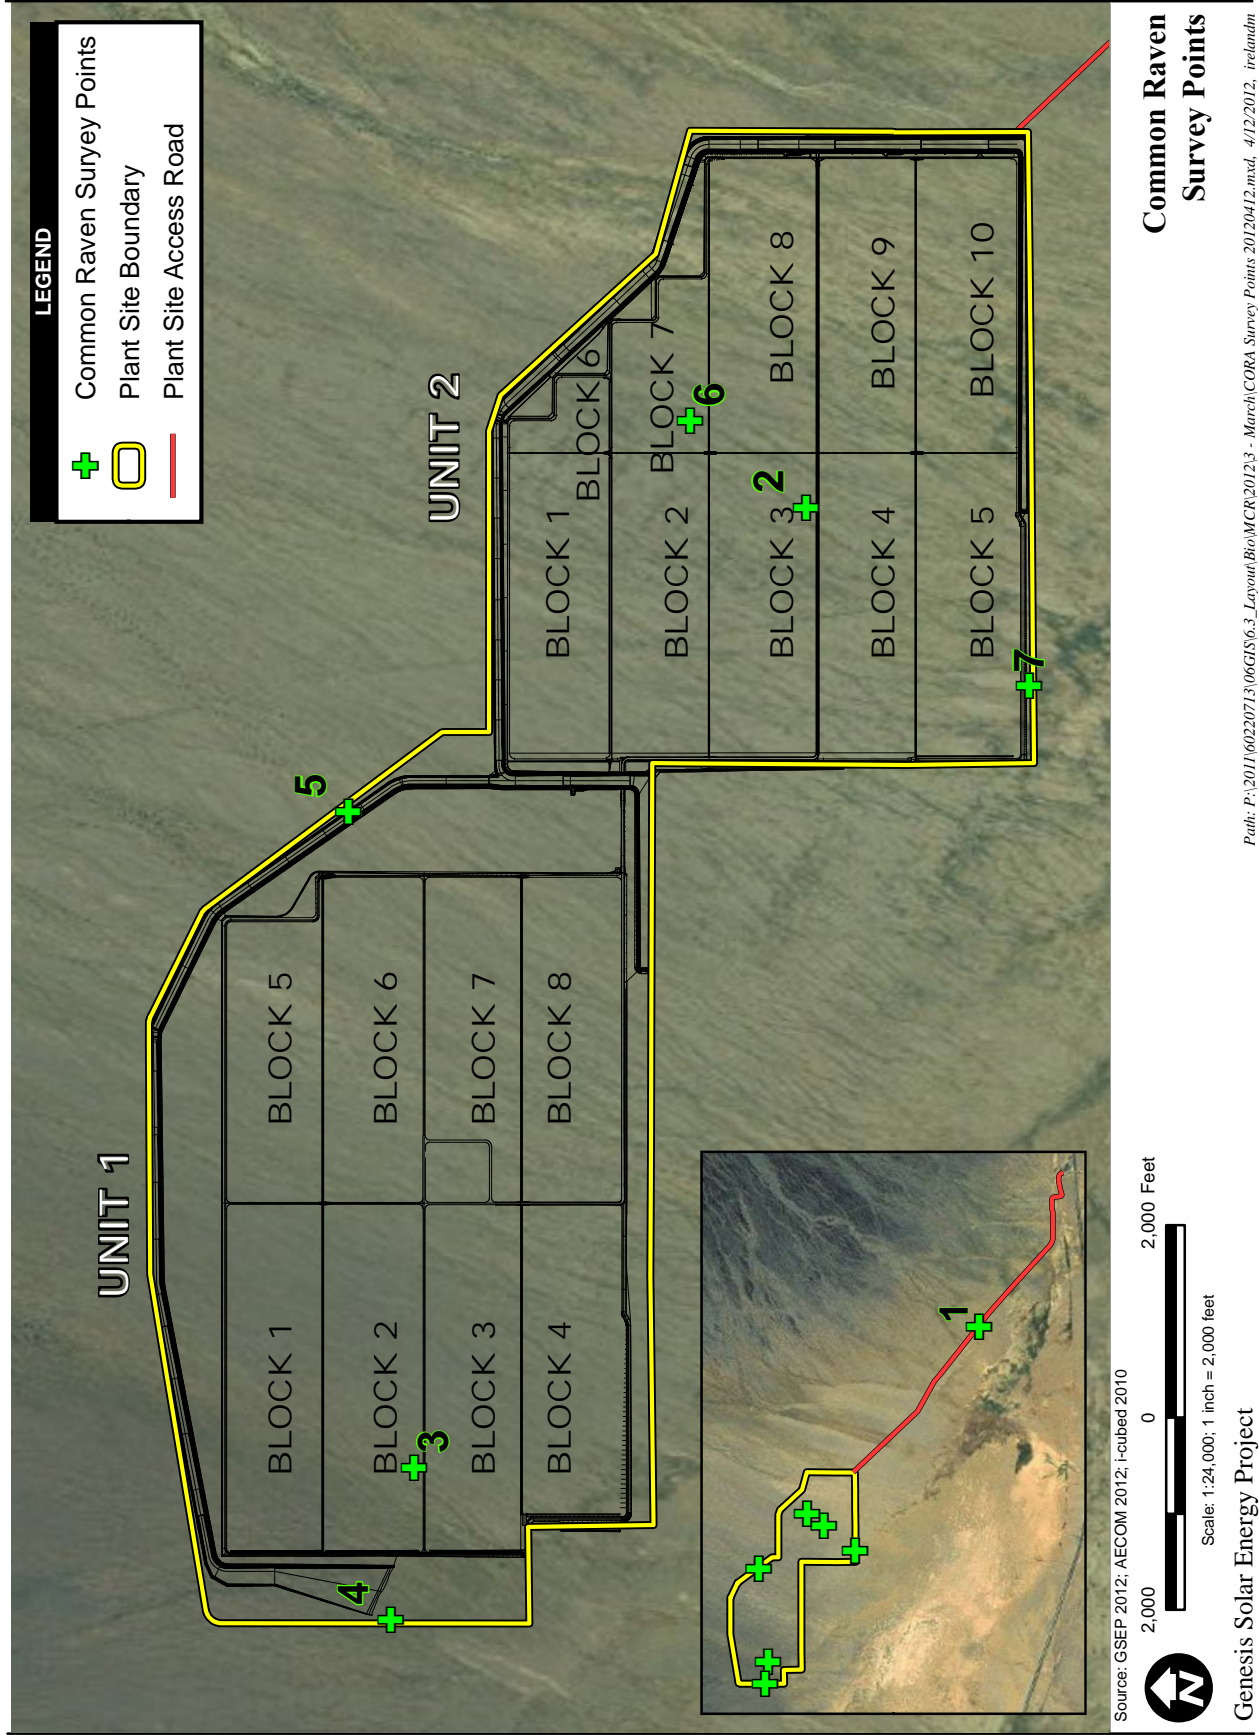 LEGEND
Common Raven Survey Points
Plant Site Boundary
Plant Site Access Road
UNIT 1
UNIT 2
BLOCK 1
BLOCK 5
BLOCK 2
BLOCK 6
BLOCK 3
BLOCK 7
BLOCK 4
BLOCK 8
BLOCK 1
BLOCK 6
BLOCK 2
BLOCK 7
BLOCK 3
BLOCK 8
BLOCK 4
BLOCK 9
BLOCK 5
BLOCK 10
4
3
5
2
6
7
1
Source: GSEP 2012; AECOM 2012; i-cubed 2010
N
2,000 0 2,000 Feet
Scale: 1:24,000; 1 inch = 2,000 feet
Common Raven
Survey Points
Genesis Solar Energy Project
Path: P:\2011\60220713\06GIS\6.3_Layout\Bio\MCR\2012\3 - March\CORA Survey Points 20120412.mxd, 4/12/2012, irelandm